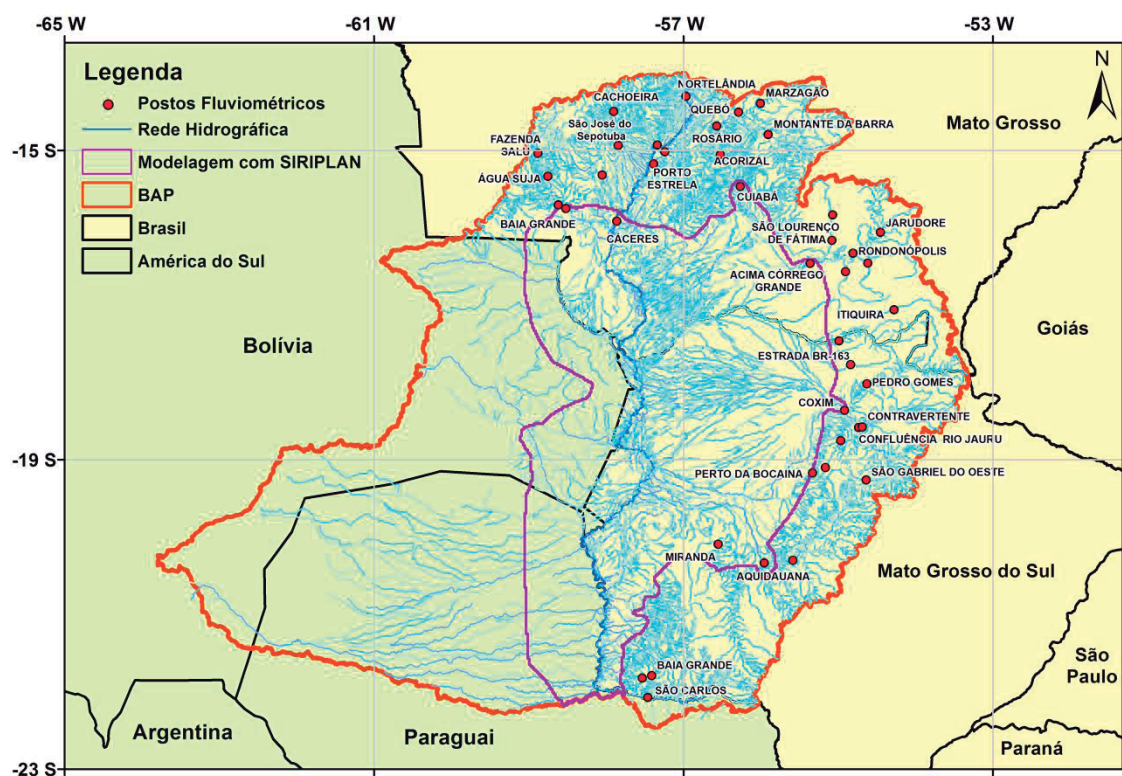 -65 W
-61 W
-57 W
-53 W
-15 W
-19 W
-23 S
N
Legenda
Postos Fluviométricos
Rede Hidrográfica
Modelagem com SIRIPLAN
BAP
Brasil
América do Sul
NORTELÂNDIA
CACHOEIRA
QUEBÓ
MARZAGÃO
São José do
Sepotuba
ROSÁRIO
MONTANTE DA BARRA
Mato Grosso
FAZENDA
SALU
ACORIZAL
ÁGUA SUJA
PORTO
ESTRELA
CUIABÁ
BAIA GRANDE
CÁCERES
SÃO LOURENÇO
DE FÁTIMA
JARUDORE
RONDONÓPOLIS
ACIMA CÓRREGO
GRANDE
ITIQUIRA
Goiás
Bolívia
ESTRADA BR-163
PEDRO GOMES
COXIM
CONTRAVERTENTE
CONFLUÊNCIA RIO JAURU
PERTO DA BOCAINA
SÃO GABRIEL DO OESTE
MIRANDA
AQUIDAUANA
Mato Grosso do Sul
BAIA GRANDE
SÃO CARLOS
São
Paulo
Argentina
Paraguai
Paraná